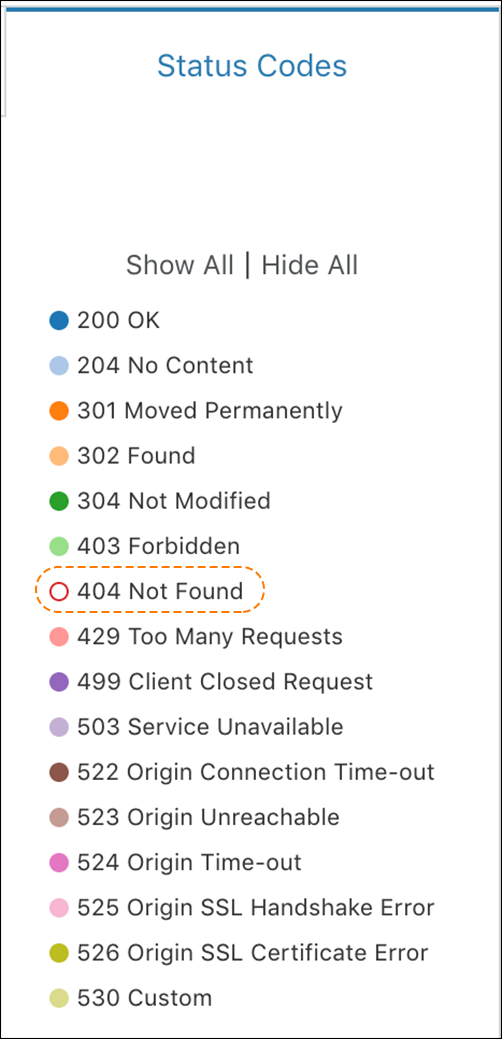 Status Codes
Show All | Hide All
200 OK
204 No Content
301 Moved Permanently
302 Found
304 Not Modified
403 Forbidden
404 Not Found
429 Too Many Requests
499 Client Closed Request
503 Service Unavailable
522 Origin Connection Time-out
523 Origin Unreachable
524 Origin Time-out
525 Origin SSL Handshake Error
526 Origin SSL Certificate Error
530 Custom